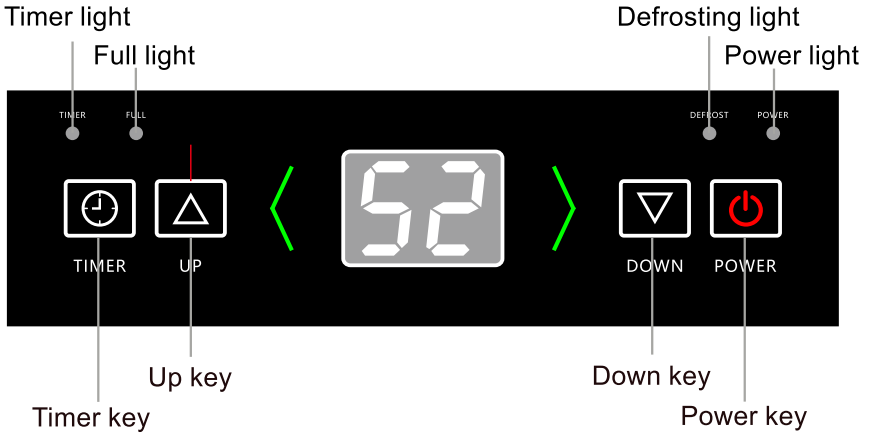 Timer light Defrosting light
Full light Power light
TIMER FULL DEFROST POWER
52
TIMER UP DOWN POWER
Up key Down key
Timer key Power key